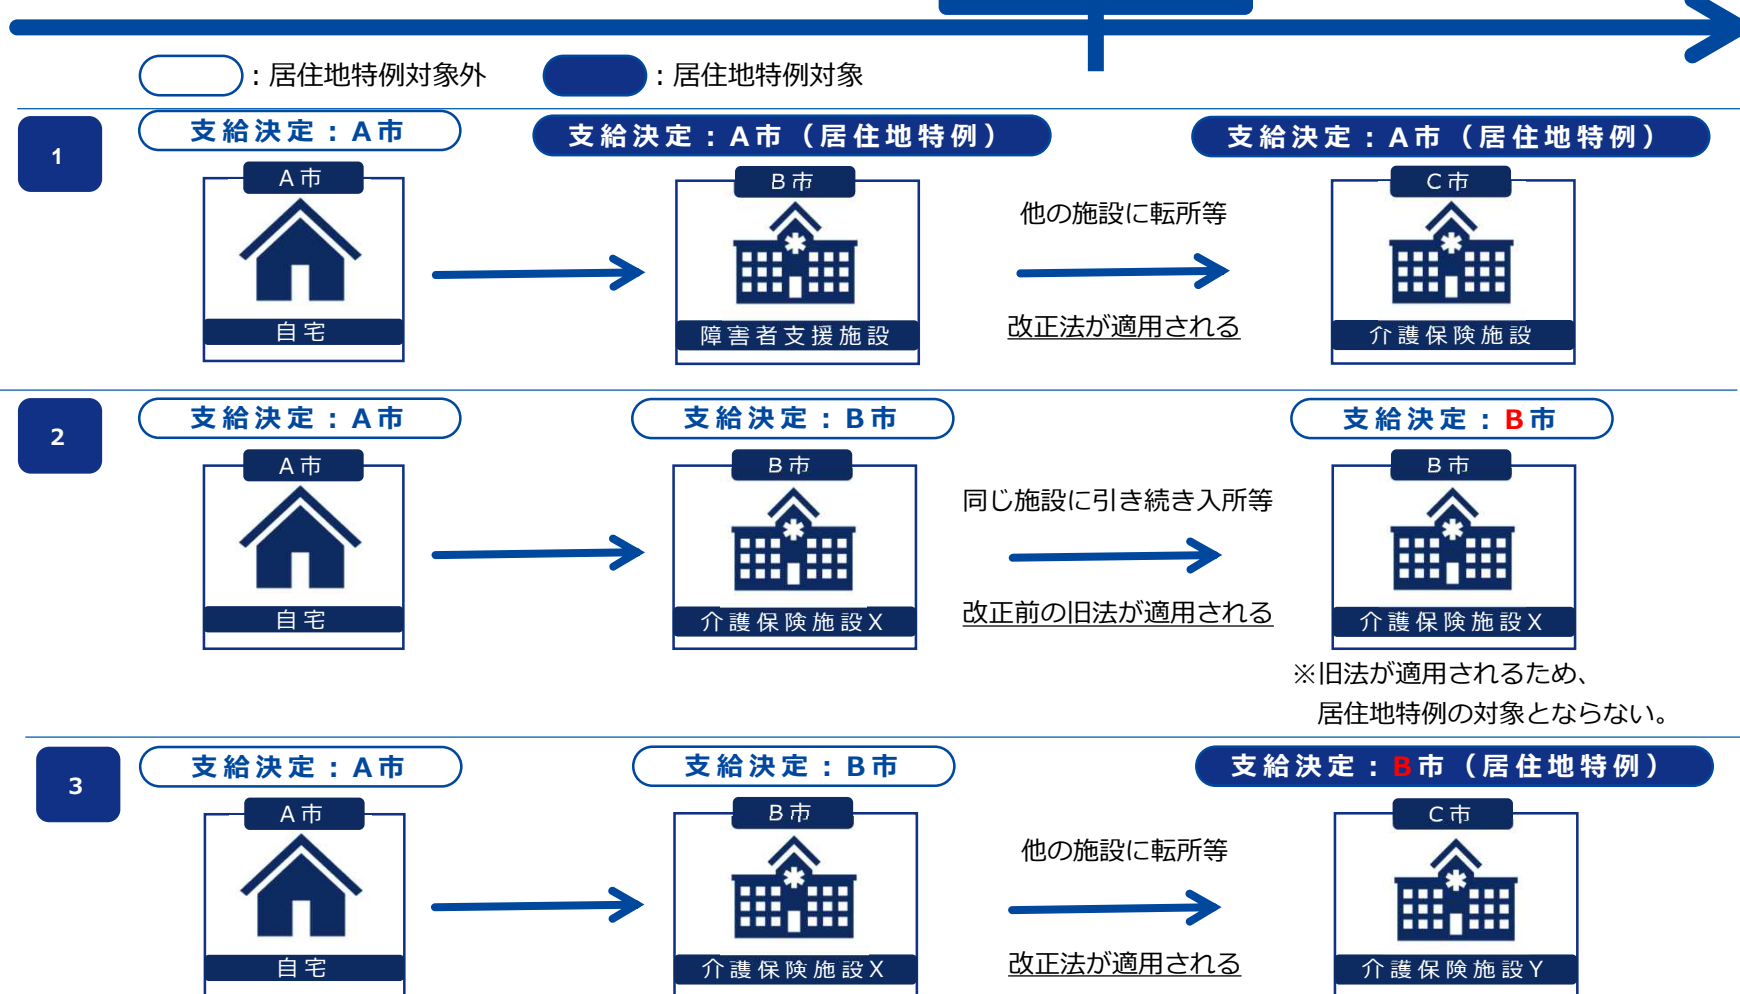 ：居住地特例対象外
：居住地特例対象
1
支給決定：A市
支給決定：A市（居住地特例）
支給決定：A市（居住地特例）
A市
B市
C市
他の施設に転所等
改正法が適用される
自宅
障害者支援施設
介護保険施設
2
支給決定：A市
支給決定：B市
支給決定：B市
A市
B市
B市
同じ施設に引き続き入所等
改正前の旧法が適用される
自宅
介護保険施設X
介護保険施設X
※旧法が適用されるため、
居住地特例の対象とならない。
3
支給決定：A市
支給決定：B市
支給決定：B市（居住地特例）
A市
B市
C市
他の施設に転所等
改正法が適用される
自宅
介護保険施設X
介護保険施設Y